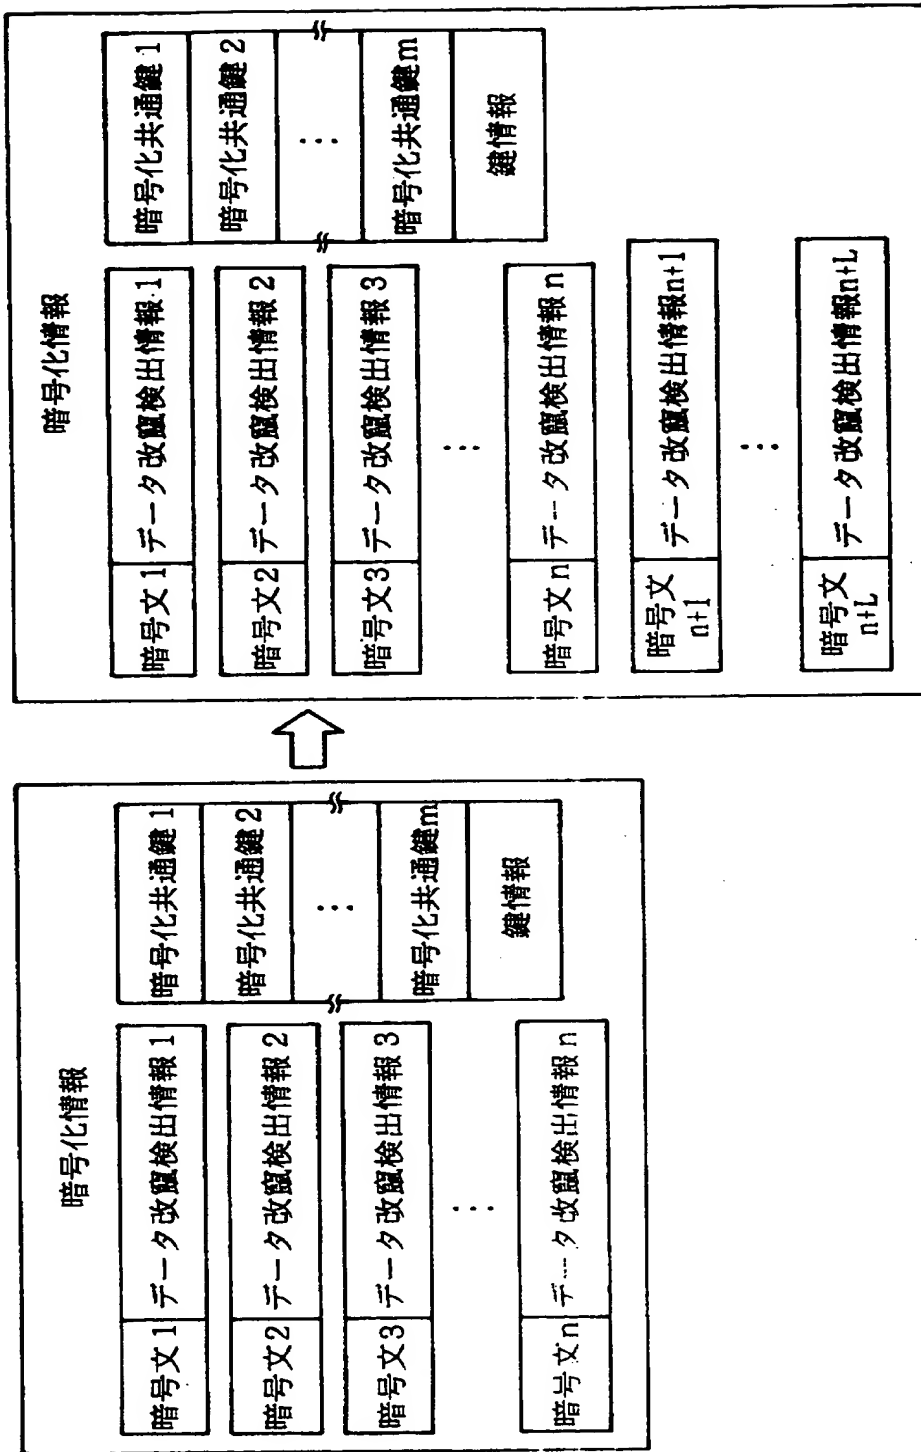 暗号化情報
暗号文1 データ改竄検出情報1
暗号文2 データ改竄検出情報2
暗号文3 データ改竄検出情報3
…
暗号文n データ改竄検出情報n
暗号化共通鍵1
暗号化共通鍵2
…
暗号化共通鍵m
鍵情報
暗号化情報
暗号文1 データ改竄検出情報1
暗号文2 データ改竄検出情報2
暗号文3 データ改竄検出情報3
…
暗号文n データ改竄検出情報n
暗号文
n+1
データ改竄検出情報n+1
…
暗号文
n+L
データ改竄検出情報n+L
暗号化共通鍵1
暗号化共通鍵2
…
暗号化共通鍵m
鍵情報